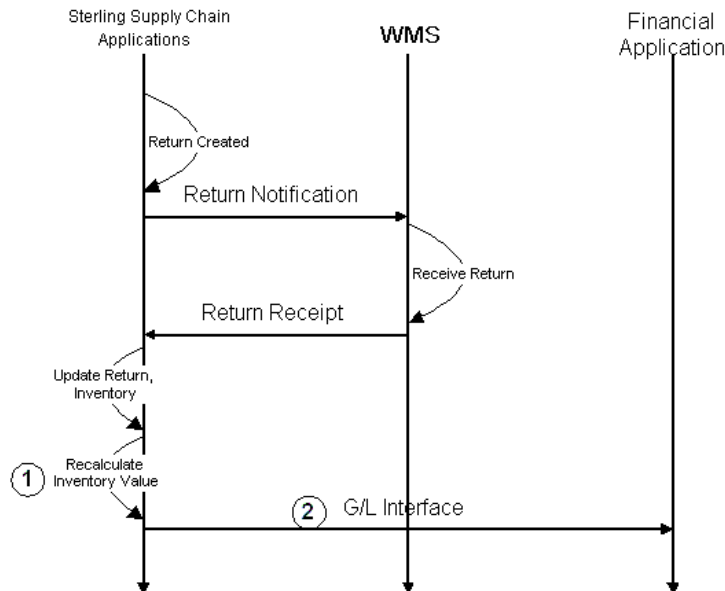 Sterling Supply Chain
Applications
WMS
Financial
Application
Return Created
Return Notification
Receive Return
Return Receipt
Update Return,
Inventory
1
Recalculate
Inventory Value
2
G/L Interface